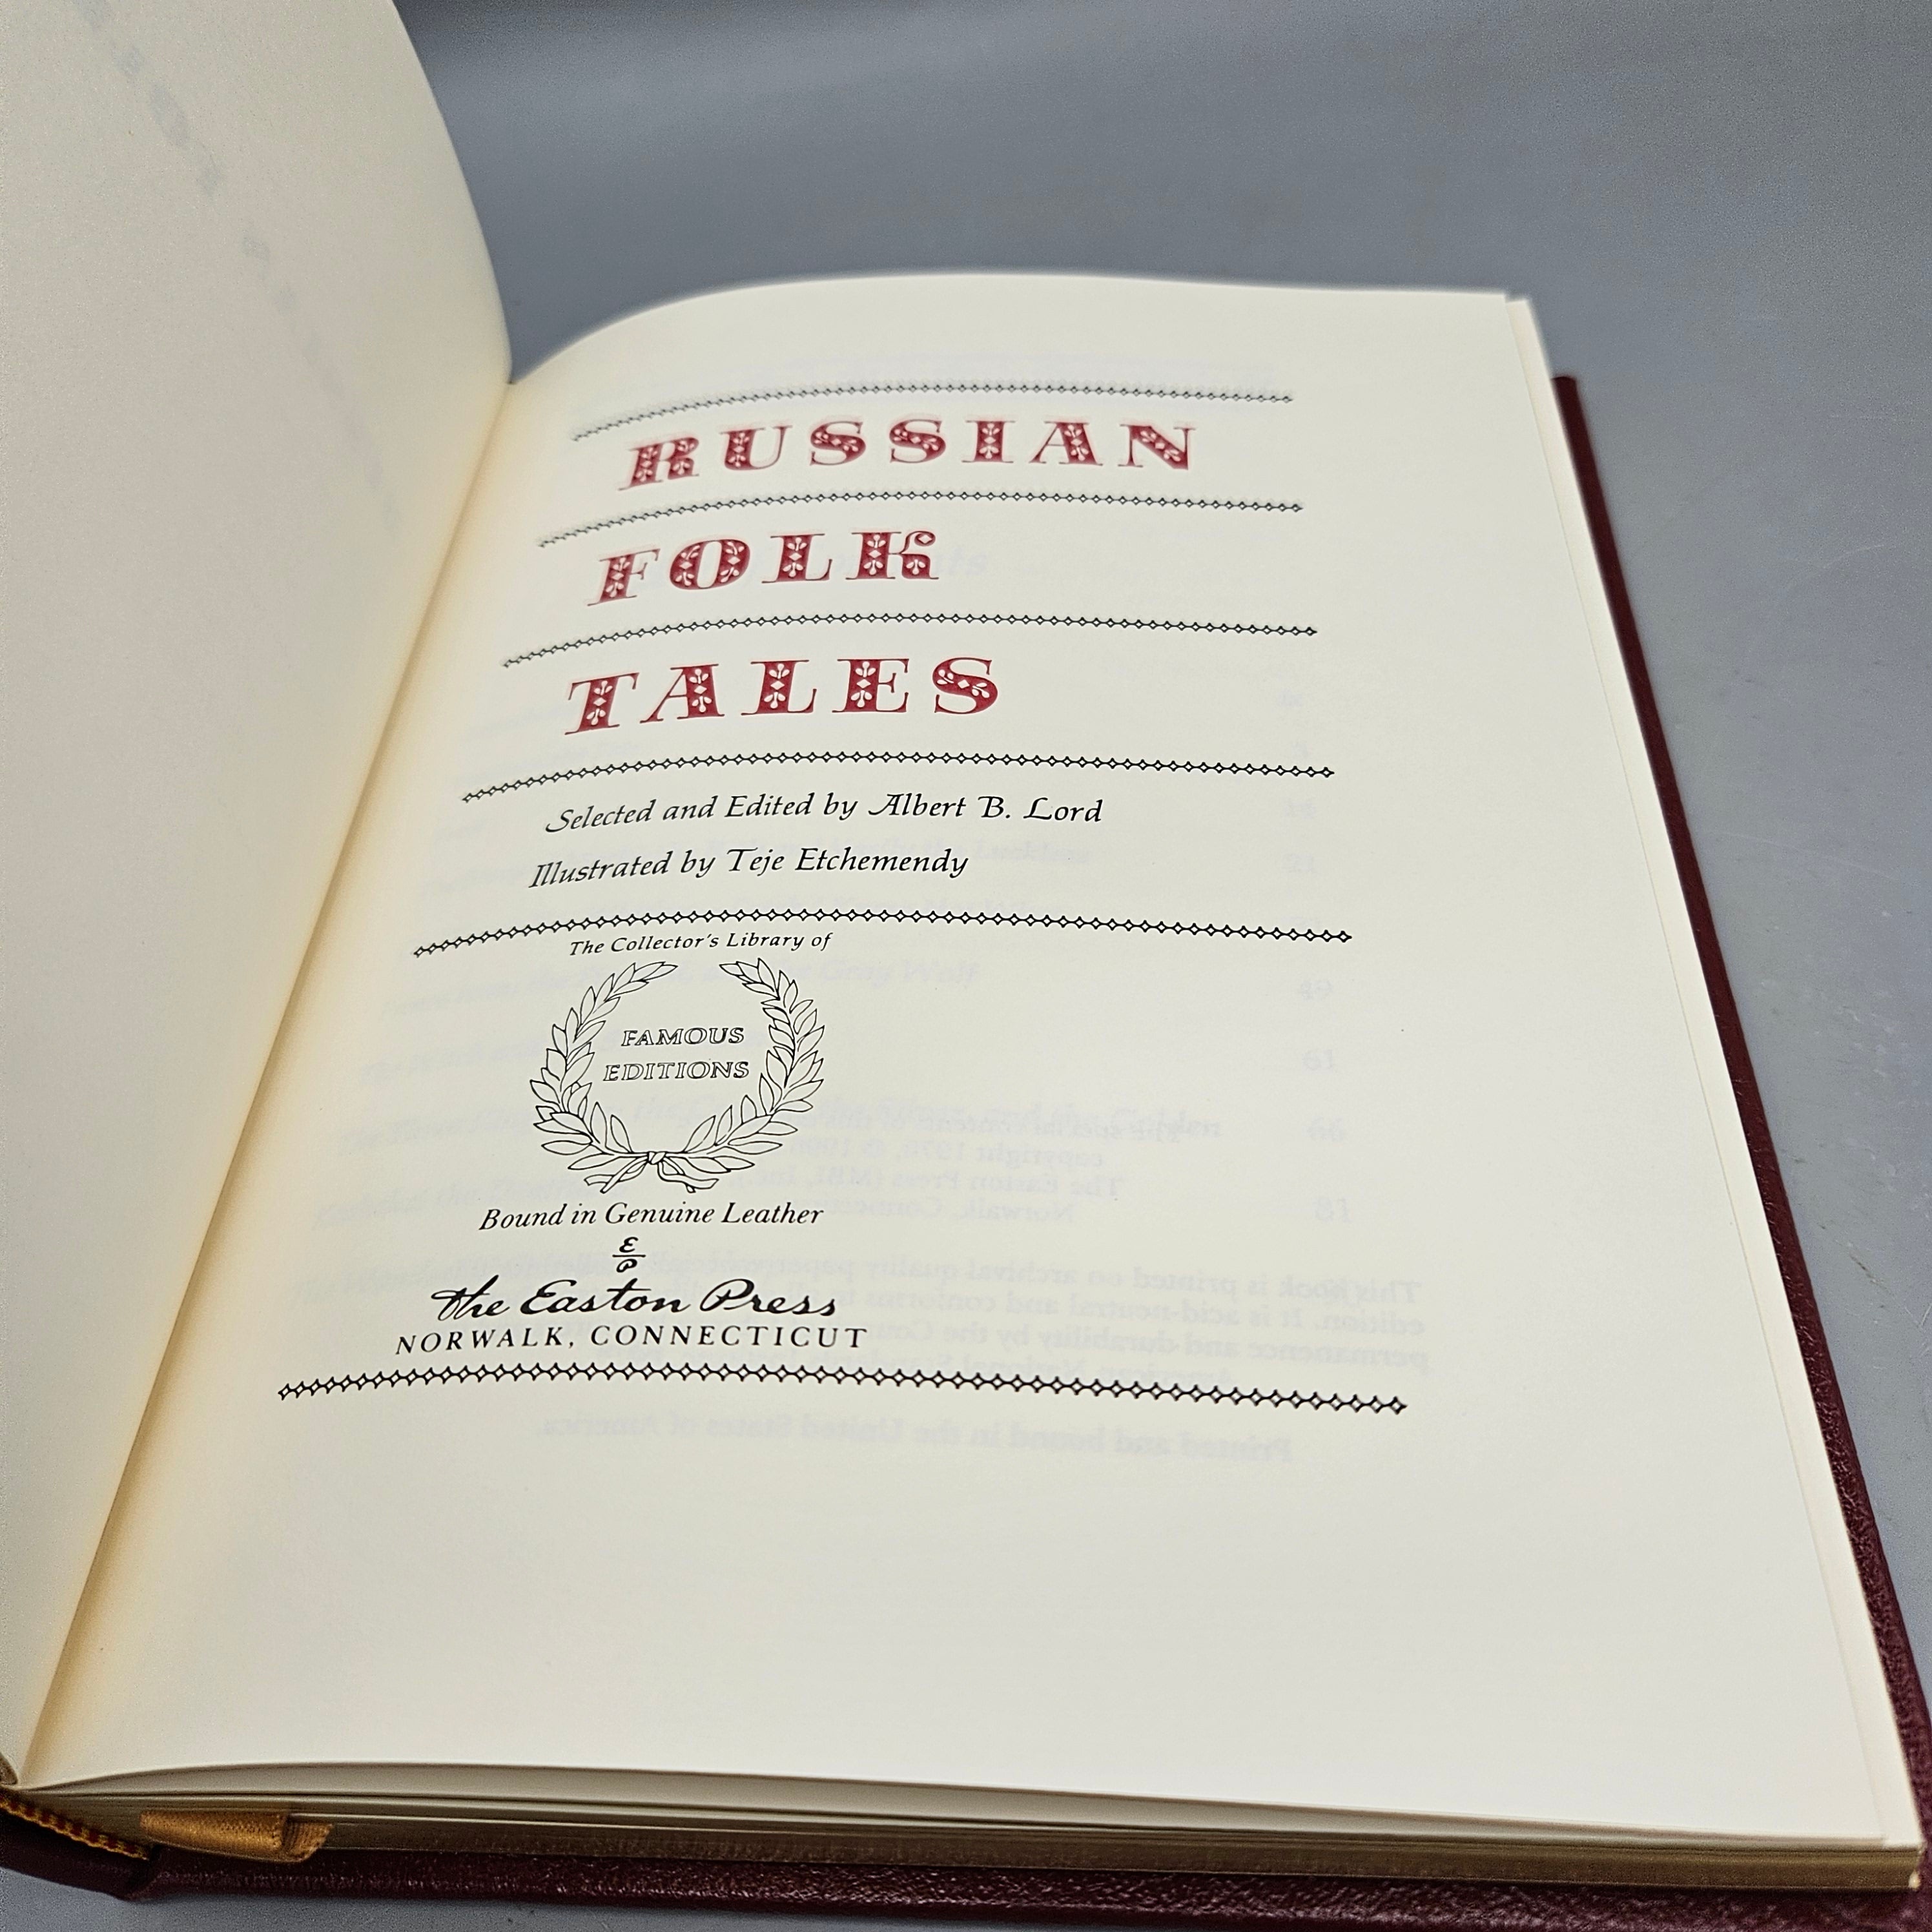 RUSSIAN
FOLK
TALES
Selected and Edited by Albert B. Lord
Illustrated by Teje Etchemendy
The Collector's Library of
FAMOUS
EDITIONS
Bound in Genuine Leather
The Easton Press
NORWALK, CONNECTICUT